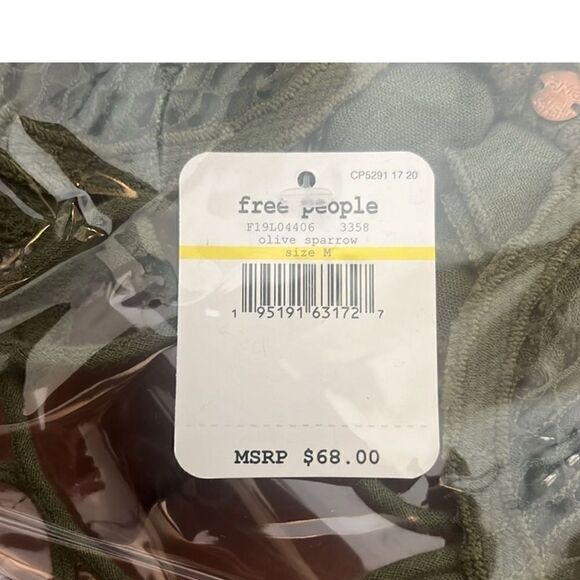 CP5291 17 20
free people
F19L04406 3358
olive sparrow
size M
1 95191 63172 7
MSRP $68.00